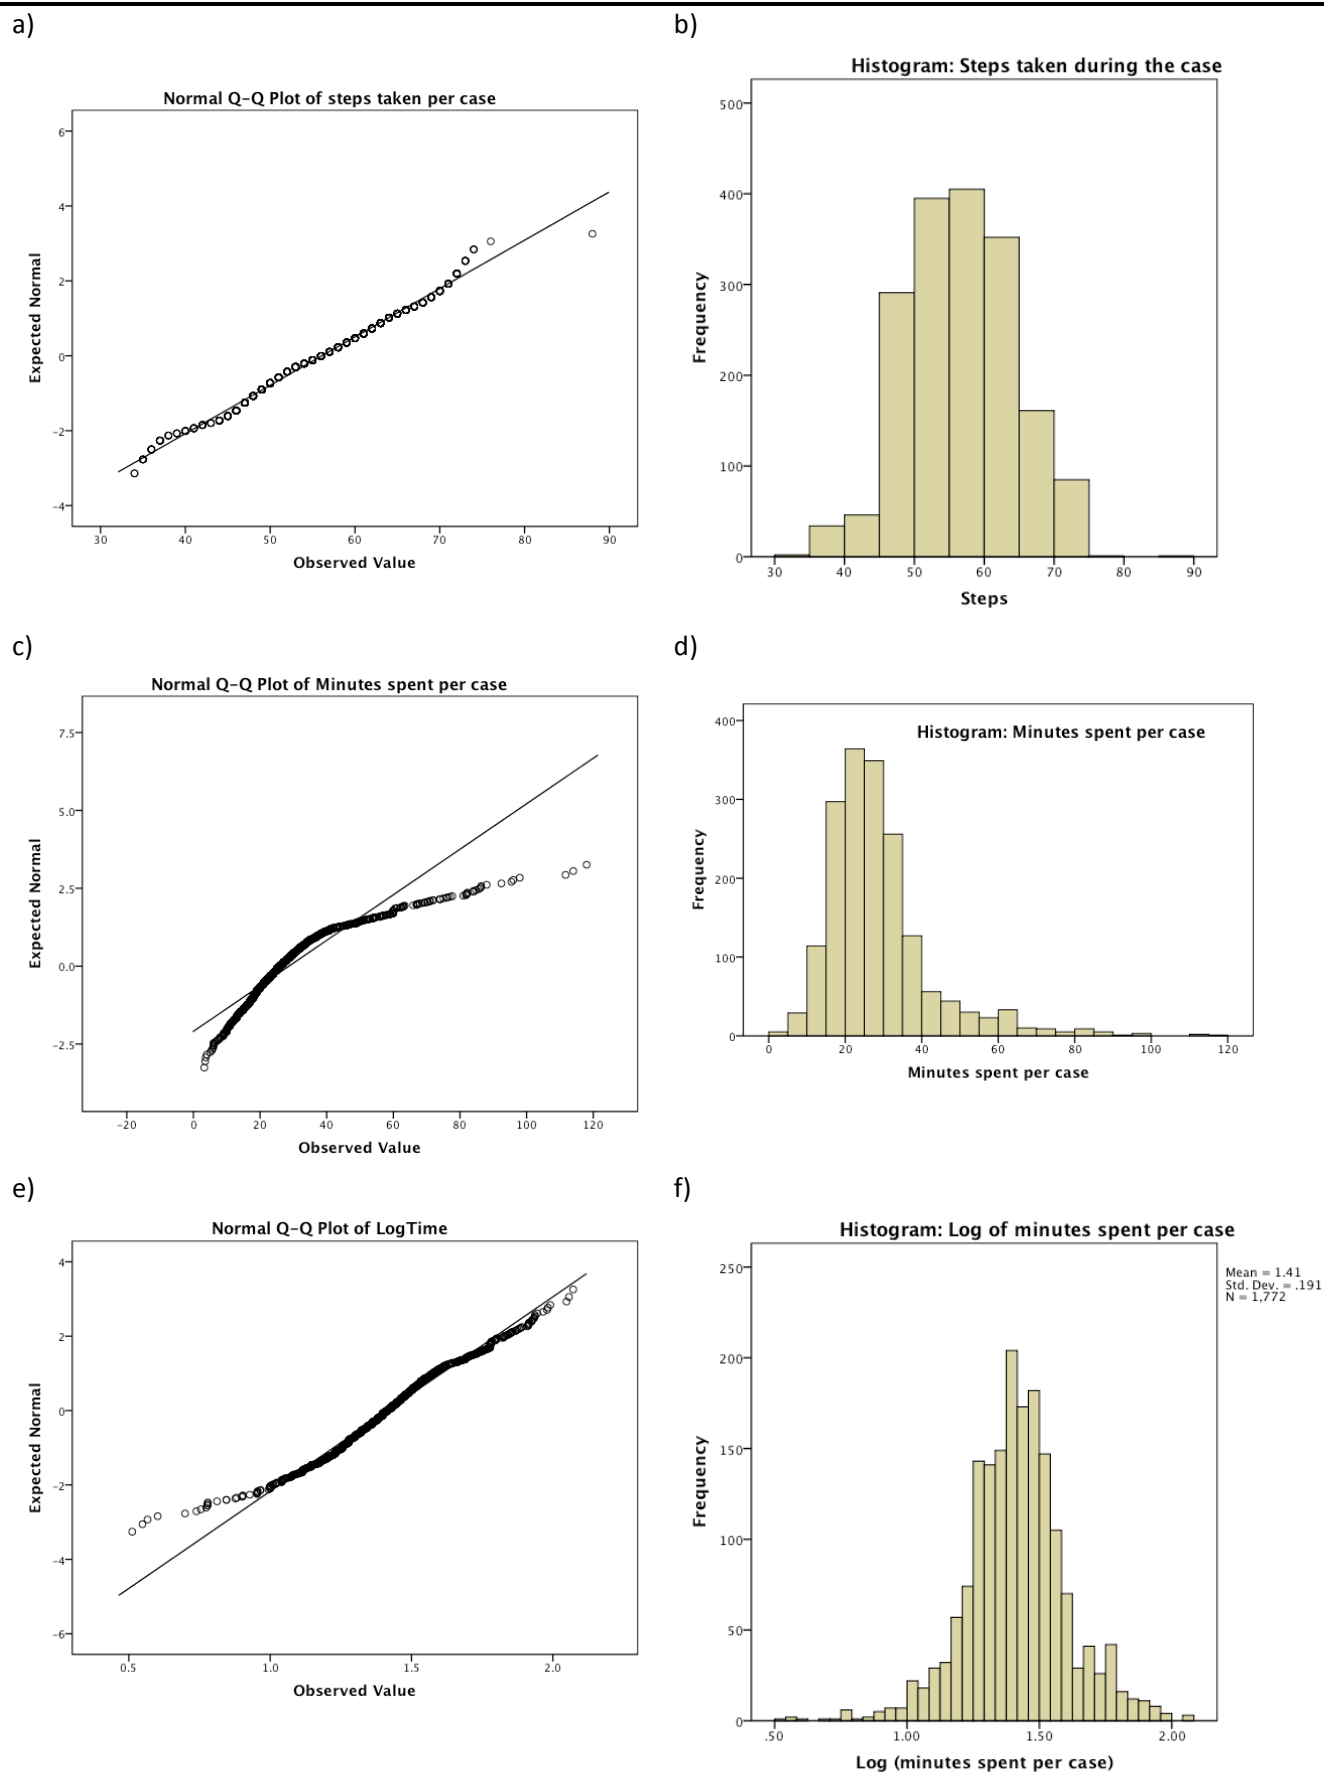 a)
Normal Q-Q Plot of steps taken per case
6
4
2
0
-2
-4
Expected Normal
30 40 50 60 70 80 90
Observed Value
b)
Histogram: Steps taken during the case
500
400
300
200
100
0
Frequency
30 40 50 60 70 80 90
Steps
c)
Normal Q-Q Plot of Minutes spent per case
7.5
5.0
2.5
0.0
-2.5
Expected Normal
-20 0 20 40 60 80 100 120
Observed Value
d)
Histogram: Minutes spent per case
400
300
200
100
0
Frequency
0 20 40 60 80 100 120
Minutes spent per case
e)
Normal Q-Q Plot of LogTime
4
2
0
-2
-4
-6
Expected Normal
0.5 1.0 1.5 2.0
Observed Value
f)
Histogram: Log of minutes spent per case
Mean = 1.41
Std. Dev. = .191
N = 1,772
250
200
150
100
50
0
Frequency
.50 1.00 1.50 2.00
Log (minutes spent per case)